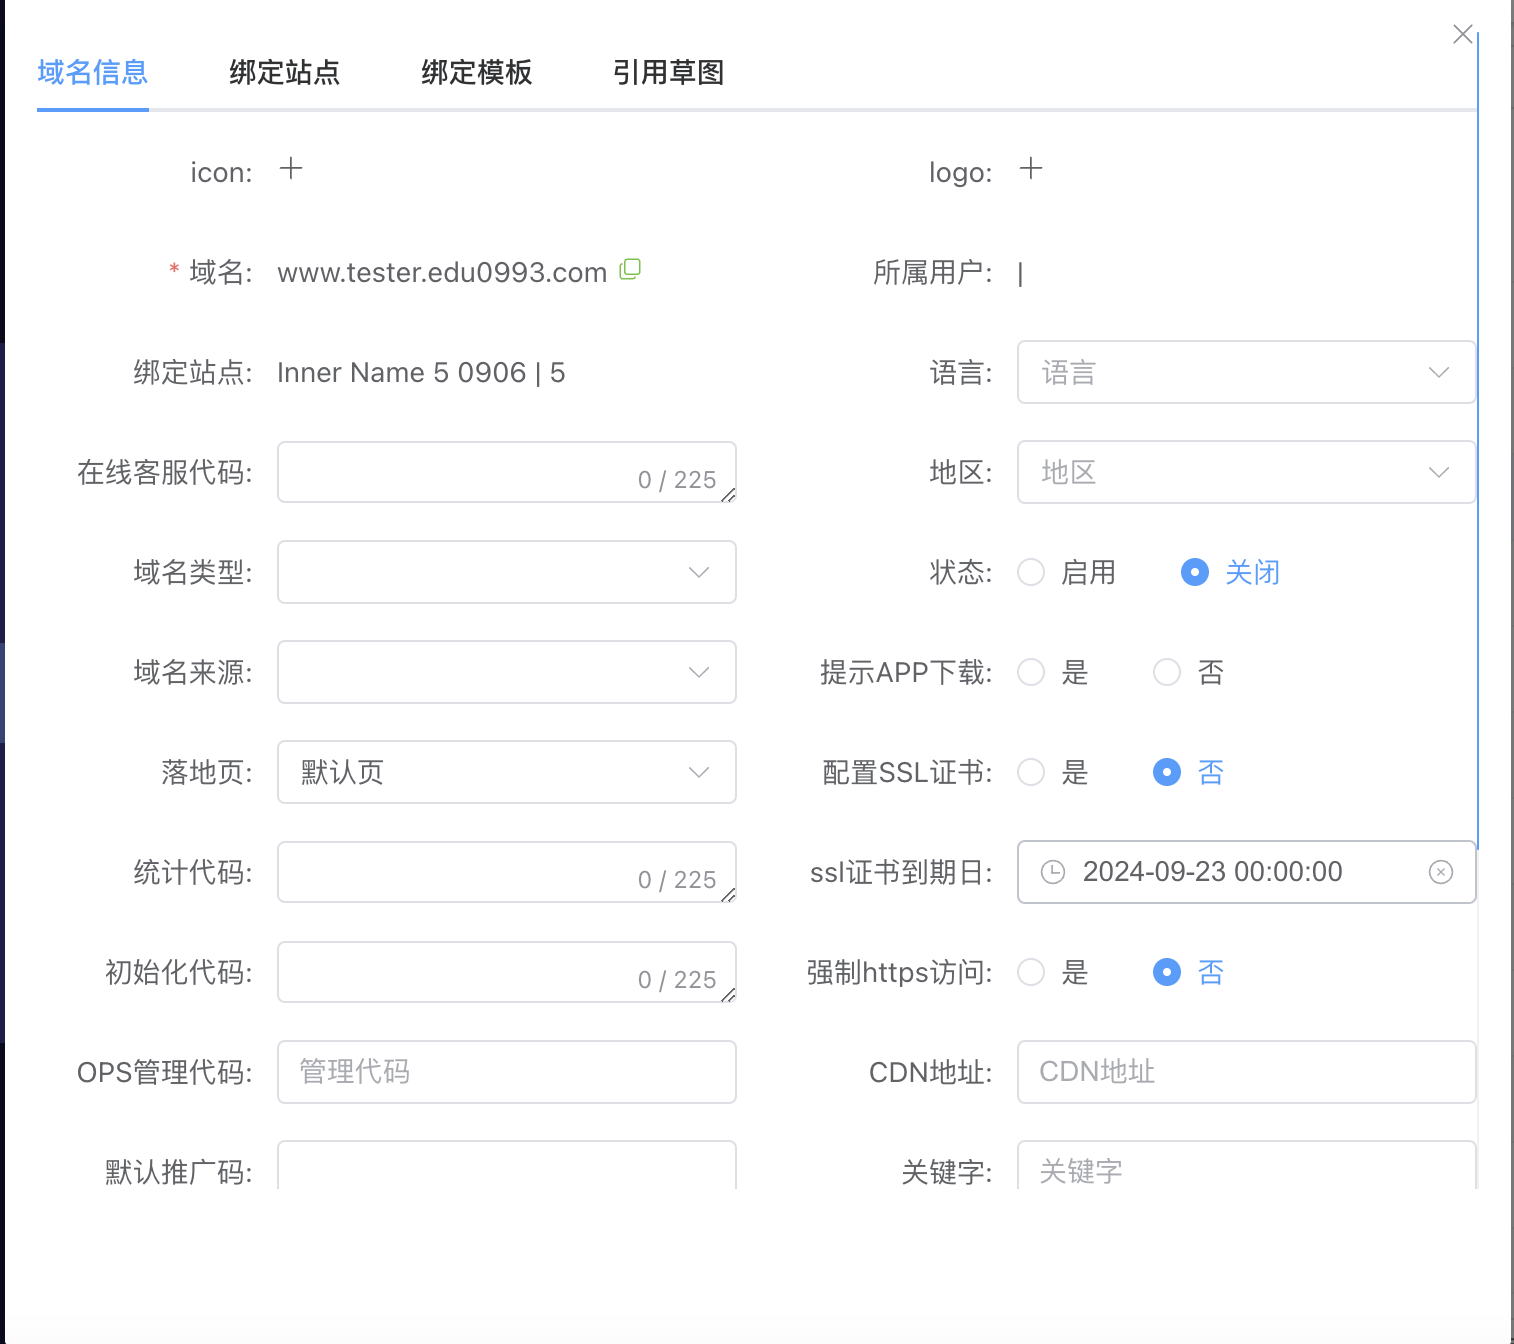 域名信息 绑定站点 绑定模板 引用草图
icon: logo:
* 域名: www.tester.edu0993.com 所属用户: |
绑定站点: Inner Name 5 0906 | 5 语言: 语言
在线客服代码: 0 / 225 地区: 地区
域名类型: 状态: 启用 关闭
域名来源: 提示APP下载: 是 否
落地页: 默认页 配置SSL证书: 是 否
统计代码: 0 / 225 ssl证书到期日: 2024-09-23 00:00:00
初始化代码: 0 / 225 强制https访问: 是 否
OPS管理代码: 管理代码 CDN地址: CDN地址
默认推广码: 关键字: 关键字